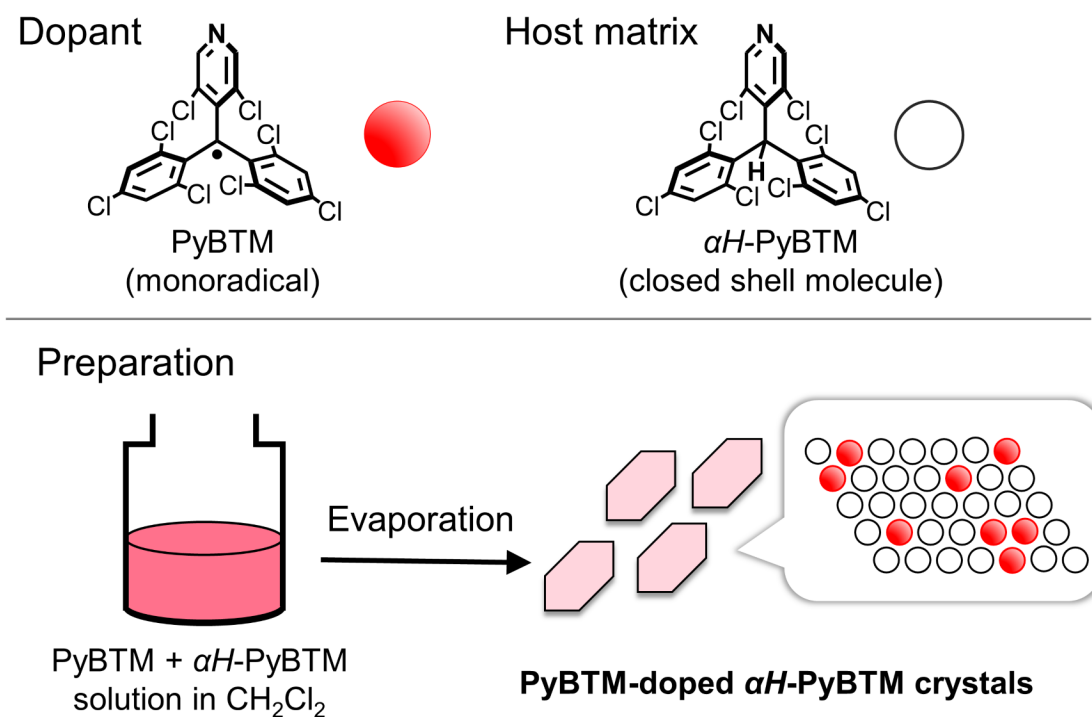 Dopant
Host matrix
N
N
Cl
Cl
Cl
Cl
Cl
Cl
Cl
Cl
•
H
Cl
Cl
Cl
Cl
Cl
Cl
Cl
Cl
PyBTM
(monoradical)
αH-PyBTM
(closed shell molecule)
Preparation
Evaporation
PyBTM + αH-PyBTM
solution in CH₂Cl₂
PyBTM-doped αH-PyBTM crystals